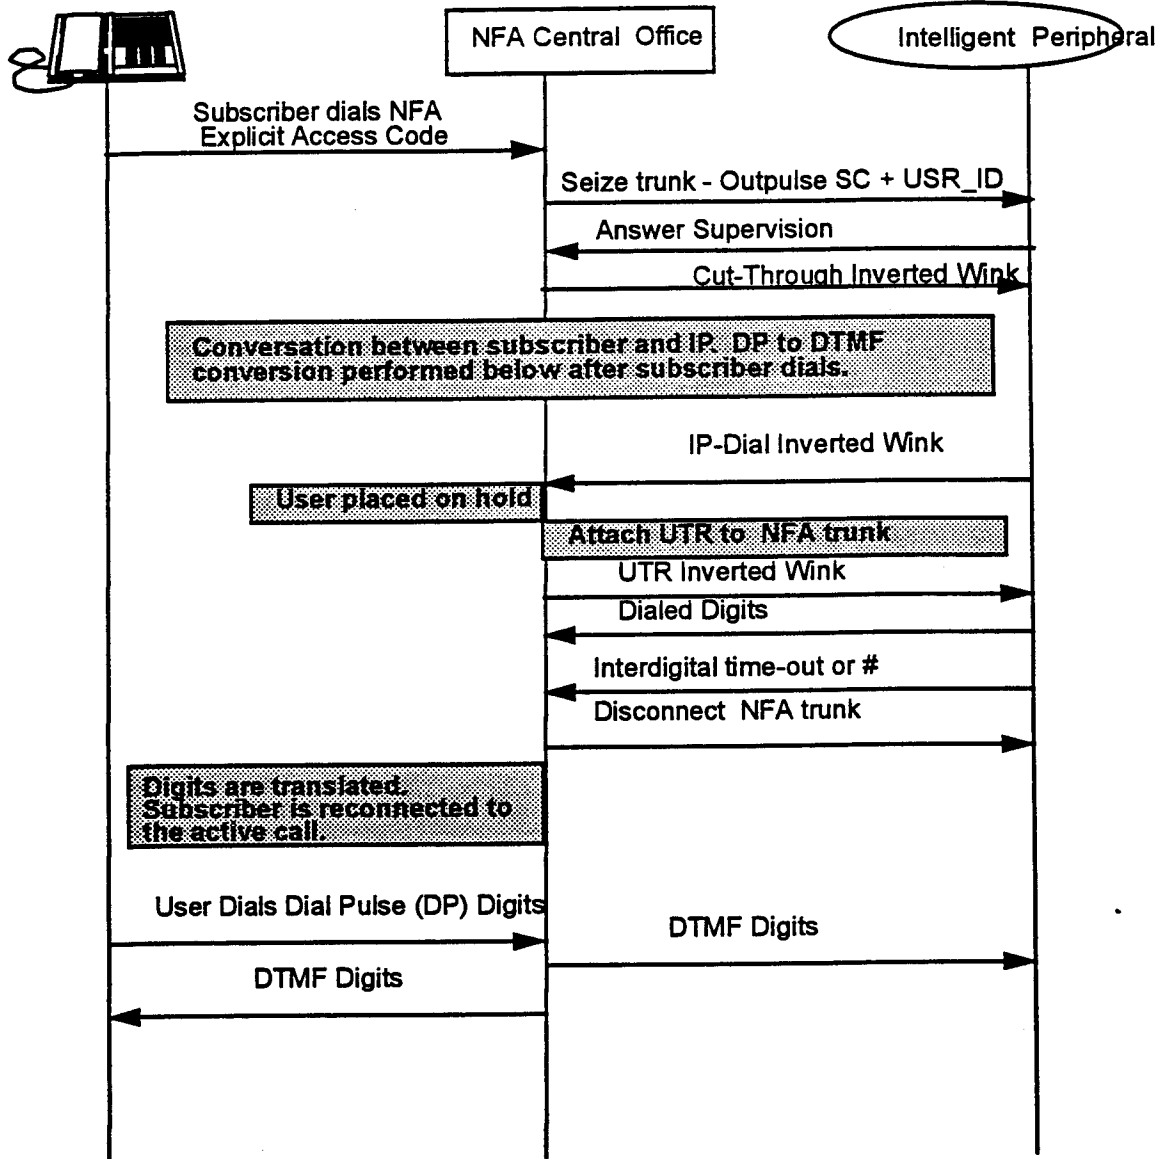 NFA Central Office
Intelligent Peripheral
Subscriber dials NFA
Explicit Access Code
Seize trunk - Outpulse SC + USR_ID
Answer Supervision
Cut-Through Inverted Wink
Conversation between subscriber and IP. DP to DTMF
conversion performed below after subscriber dials.
IP-Dial Inverted Wink
User placed on hold
Attach UTR to NFA trunk
UTR Inverted Wink
Dialed Digits
Interdigital time-out or #
Disconnect NFA trunk
Digits are translated.
Subscriber is reconnected to
the active call.
User Dials Dial Pulse (DP) Digits
DTMF Digits
DTMF Digits